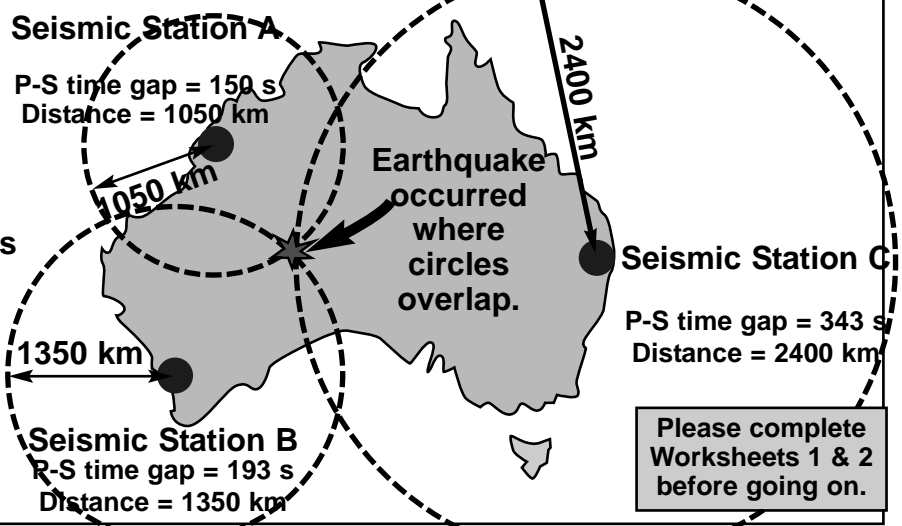 Seismic Station A
P-S time gap = 150 s
Distance = 1050 km
1050 km
2400 km
Earthquake
occurred
where
circles
overlap.
s
Seismic Station C
P-S time gap = 343 s
Distance = 2400 km
1350 km
Seismic Station B
P-S time gap = 193 s
Distance = 1350 km
Please complete
Worksheets 1 & 2
before going on.